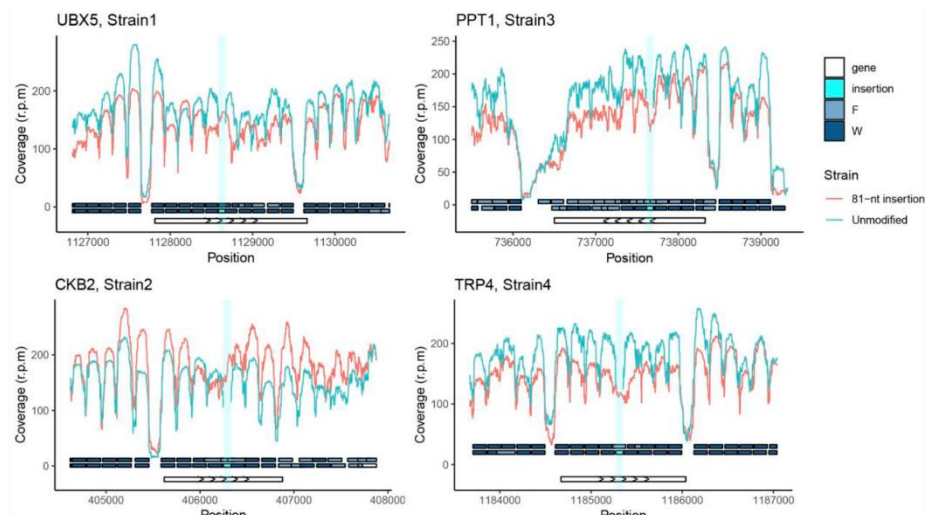 UBX5, Strain1
Coverage (r.p.m)
200
100
0
1127000 1128000 1129000 1130000
Position
PPT1, Strain3
Coverage (r.p.m)
250
200
150
100
50
0
736000 737000 738000 739000
Position
gene
insertion
F
W
Strain
81-nt insertion
Unmodified
CKB2, Strain2
Coverage (r.p.m)
200
100
0
405000 406000 407000 408000
Position
TRP4, Strain4
Coverage (r.p.m)
200
100
0
1184000 1185000 1186000 1187000
Position